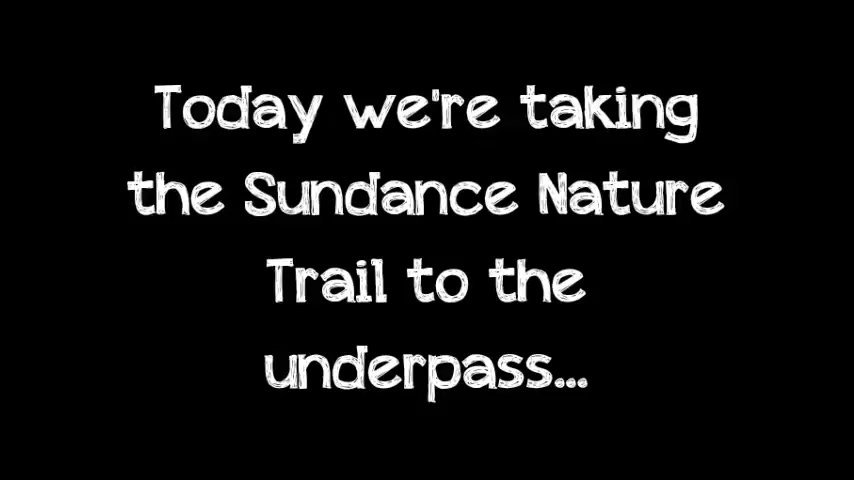 Today we're taking
the Sundance Nature
Trail to the
underpass...